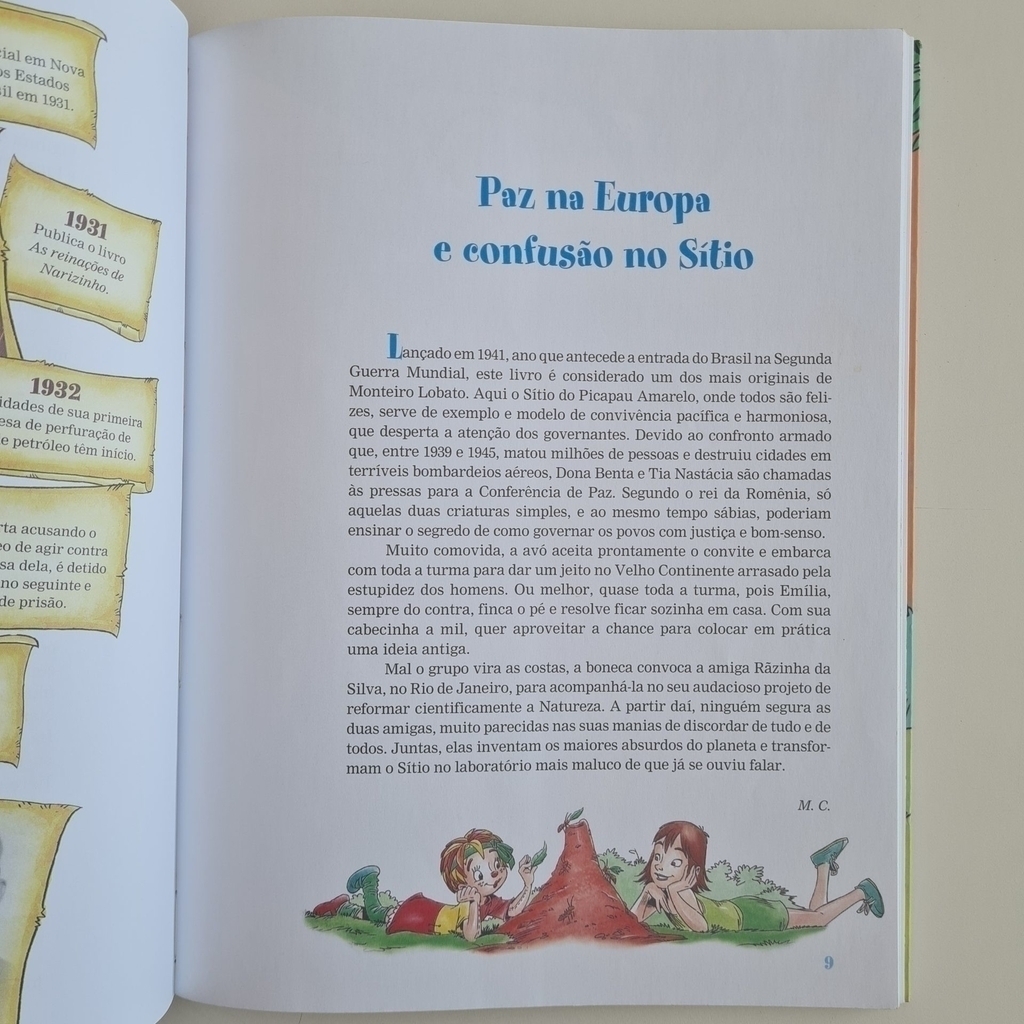 cial em Nova
os Estados
sil em 1931.
1931
Publica o livro
As reinações de
Narizinho.
1932
idades de sua primeira
esa de perfuração de
e petróleo têm início.
rta acusando o
eo de agir contra
sa dela, é detido
no seguinte e
de prisão.
Paz na Europa
e confusão no Sítio
Lançado em 1941, ano que antecede a entrada do Brasil na Segunda
Guerra Mundial, este livro é considerado um dos mais originais de
Monteiro Lobato. Aqui o Sítio do Picapau Amarelo, onde todos são feli-
zes, serve de exemplo e modelo de convivência pacífica e harmoniosa,
que desperta a atenção dos governantes. Devido ao confronto armado
que, entre 1939 e 1945, matou milhões de pessoas e destruiu cidades em
terríveis bombardeios aéreos, Dona Benta e Tia Nastácia são chamadas
às pressas para a Conferência de Paz. Segundo o rei da Romênia, só
aquelas duas criaturas simples, e ao mesmo tempo sábias, poderiam
ensinar o segredo de como governar os povos com justiça e bom-senso.
Muito comovida, a avó aceita prontamente o convite e embarca
com toda a turma para dar um jeito no Velho Continente arrasado pela
estupidez dos homens. Ou melhor, quase toda a turma, pois Emília,
sempre do contra, finca o pé e resolve ficar sozinha em casa. Com sua
cabecinha a mil, quer aproveitar a chance para colocar em prática
uma ideia antiga.
Mal o grupo vira as costas, a boneca convoca a amiga Rãzinha da
Silva, no Rio de Janeiro, para acompanhá-la no seu audacioso projeto de
reformar cientificamente a Natureza. A partir daí, ninguém segura as
duas amigas, muito parecidas nas suas manias de discordar de tudo e de
todos. Juntas, elas inventam os maiores absurdos do planeta e transfor-
mam o Sítio no laboratório mais maluco de que já se ouviu falar.
M. C.
9